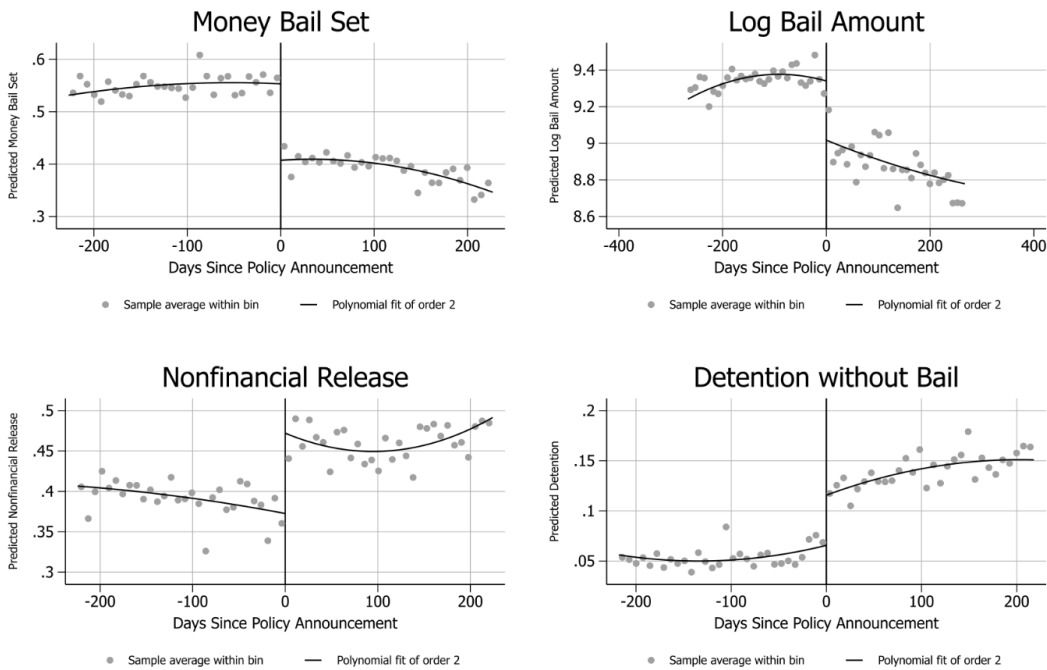 Money Bail Set
Predicted Money Bail Set
.6
.5
.4
.3
-200
-100
0
100
200
Days Since Policy Announcement
Sample average within bin
Polynomial fit of order 2
Log Bail Amount
Predicted Log Bail Amount
9.4
9.2
9
8.8
8.6
-400
-200
0
200
400
Days Since Policy Announcement
Sample average within bin
Polynomial fit of order 2
Nonfinancial Release
Predicted Nonfinancial Release
.5
.45
.4
.35
.3
-200
-100
0
100
200
Days Since Policy Announcement
Sample average within bin
Polynomial fit of order 2
Detention without Bail
Predicted Detention
.2
.15
.1
.05
0
-200
-100
0
100
200
Days Since Policy Announcement
Sample average within bin
Polynomial fit of order 2